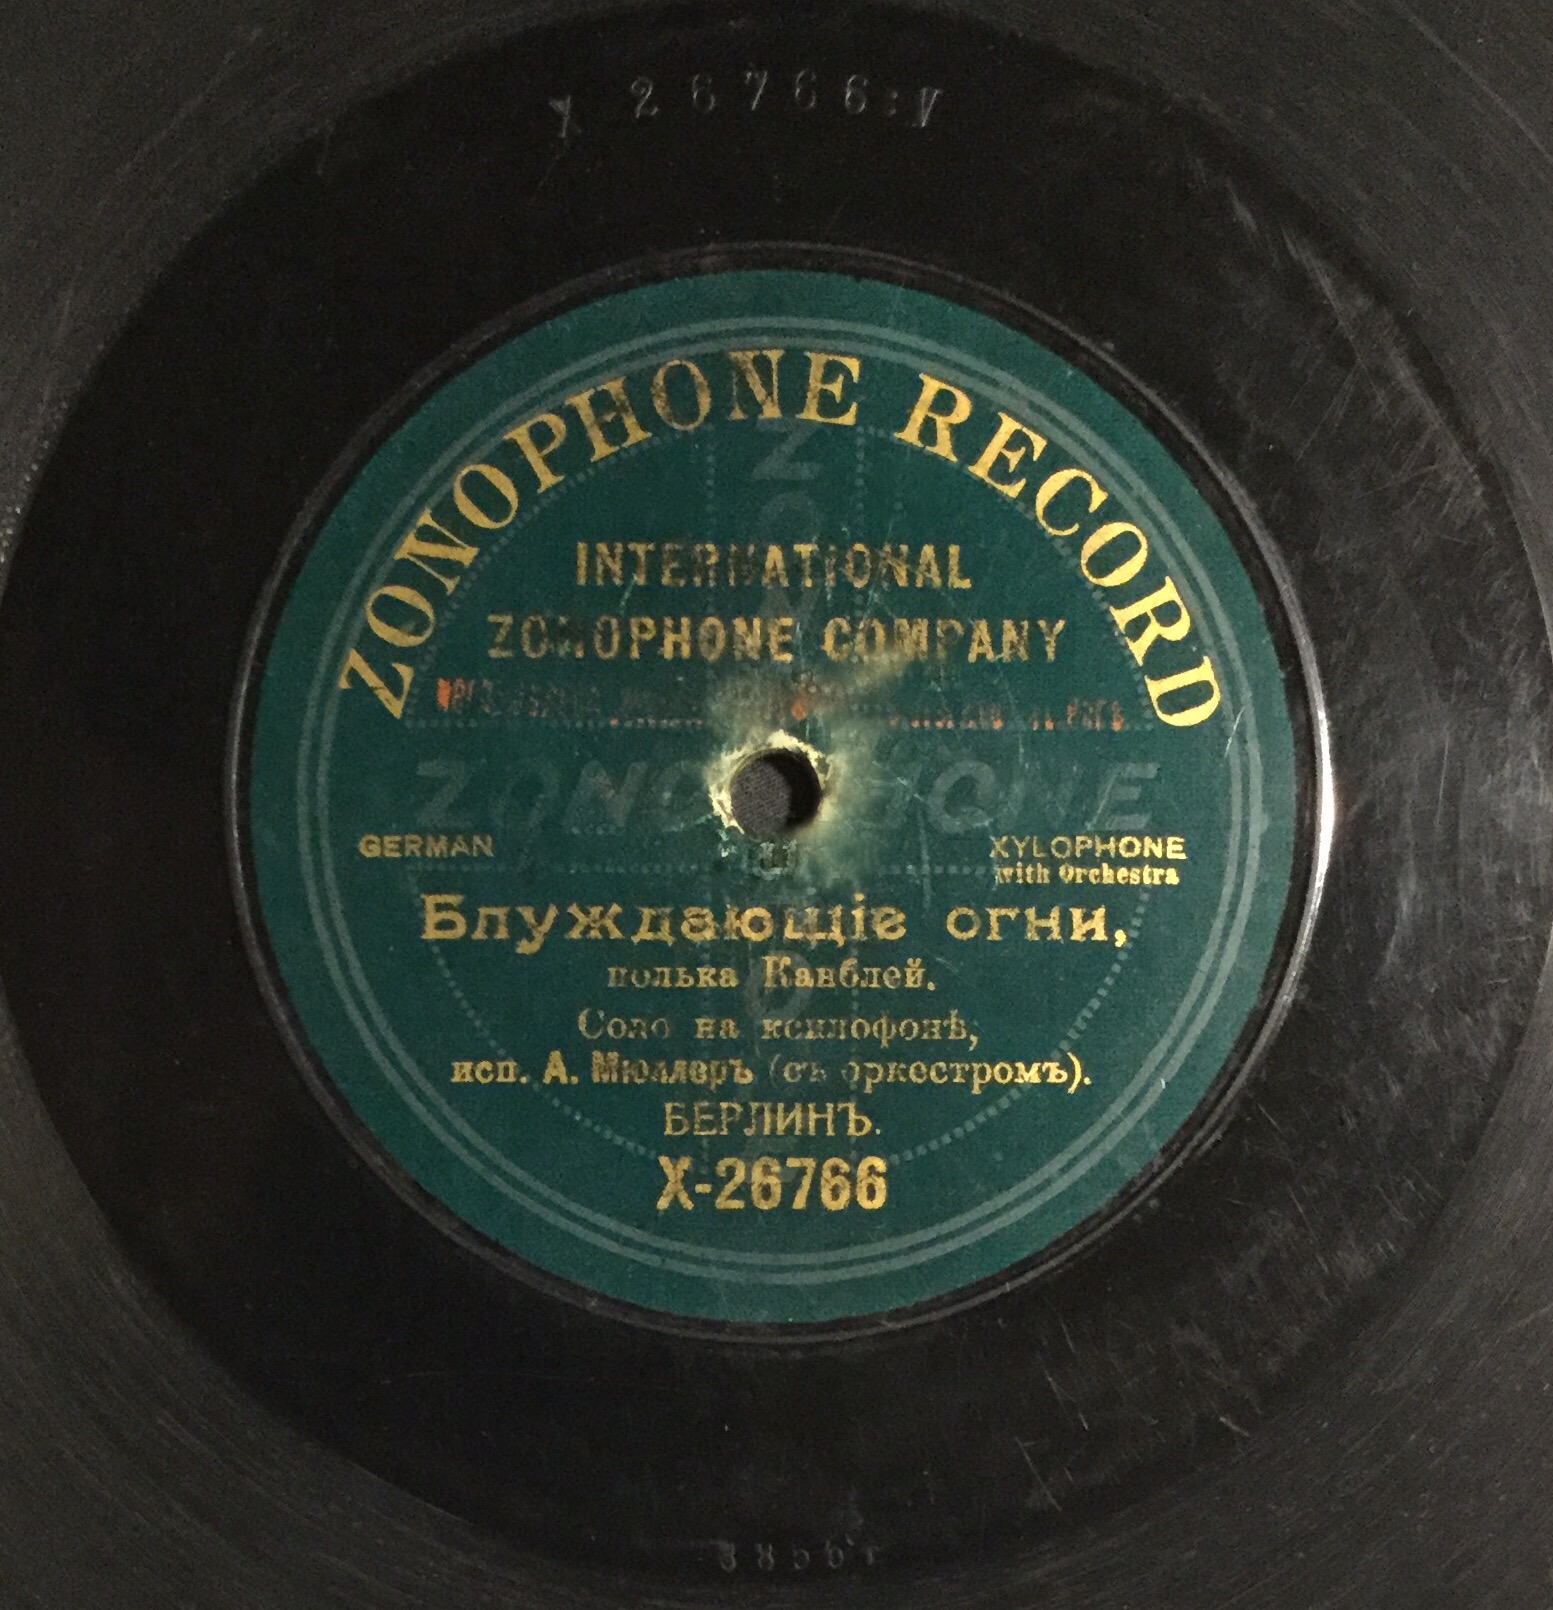 X 26766:V
ZONOPHONE RECORD
INTERNATIONAL
ZONOPHONE COMPANY
ZONOPHONE
GERMAN
XYLOPHONE
with Orchestra
Блуждающіе огни,
полька Канблей.
Соло на ксилофонѣ,
исп. А. Мюллеръ (съ оркестромъ).
БЕРЛИНЪ.
X-26766